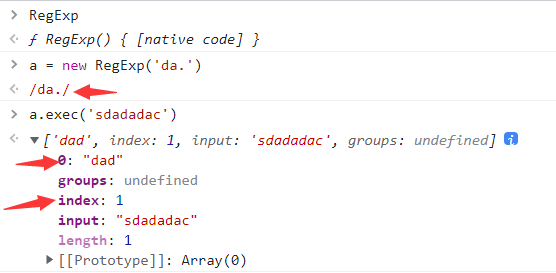 RegExp
ƒ RegExp() { [native code] }
a = new RegExp('da.')
/da./
a.exec('sdadadac')
['dad', index: 1, input: 'sdadadac', groups: undefined]
0: "dad"
groups: undefined
index: 1
input: "sdadadac"
length: 1
[[Prototype]]: Array(0)